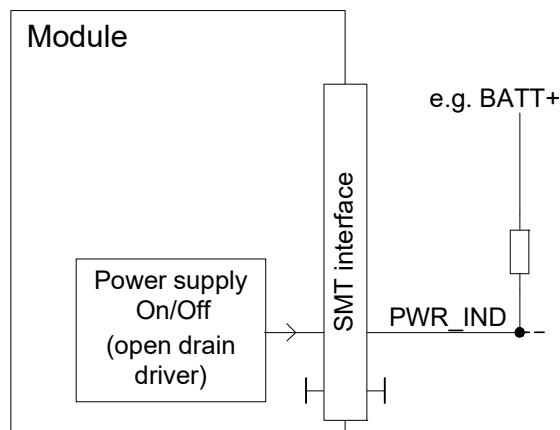 Module
e.g. BATT+
SMT interface
Power supply
On/Off
(open drain
driver)
PWR_IND